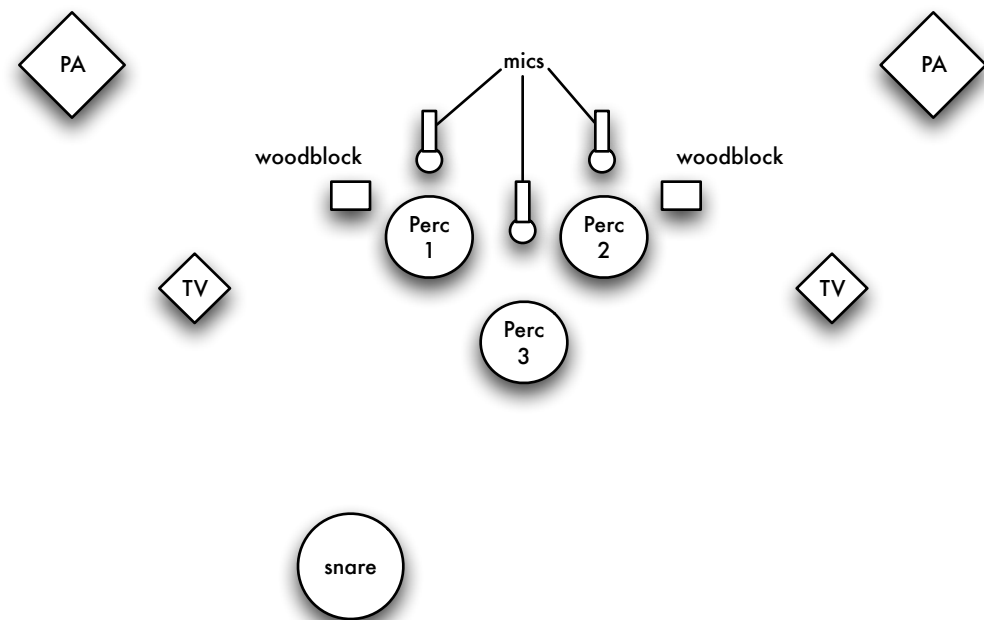 PA
mics
PA
woodblock
woodblock
Perc
1
Perc
2
TV
TV
Perc
3
snare